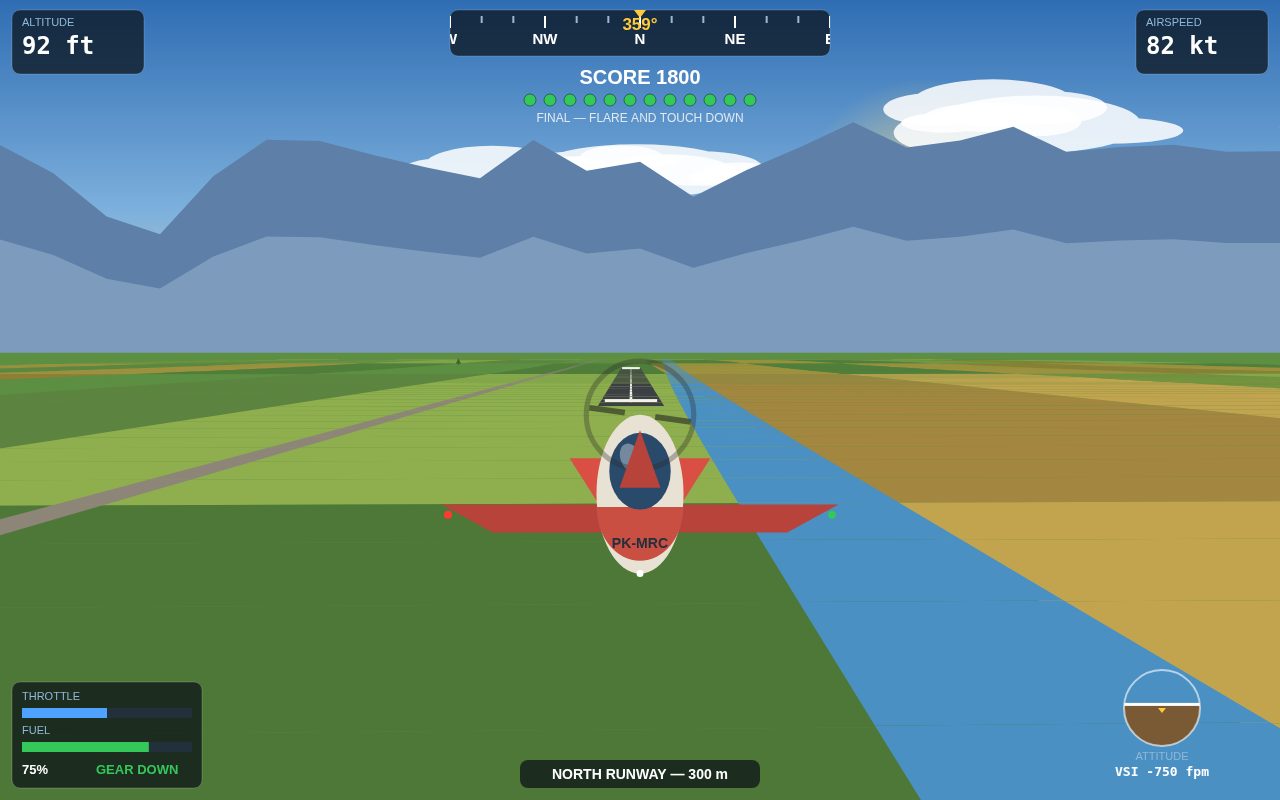 ALTITUDE
92 ft
359°
NW
N
NE
SCORE 1800
FINAL — FLARE AND TOUCH DOWN
AIRSPEED
82 kt
PK-MRC
THROTTLE
FUEL
75%
GEAR DOWN
NORTH RUNWAY — 300 m
ATTITUDE
VSI -750 fpm